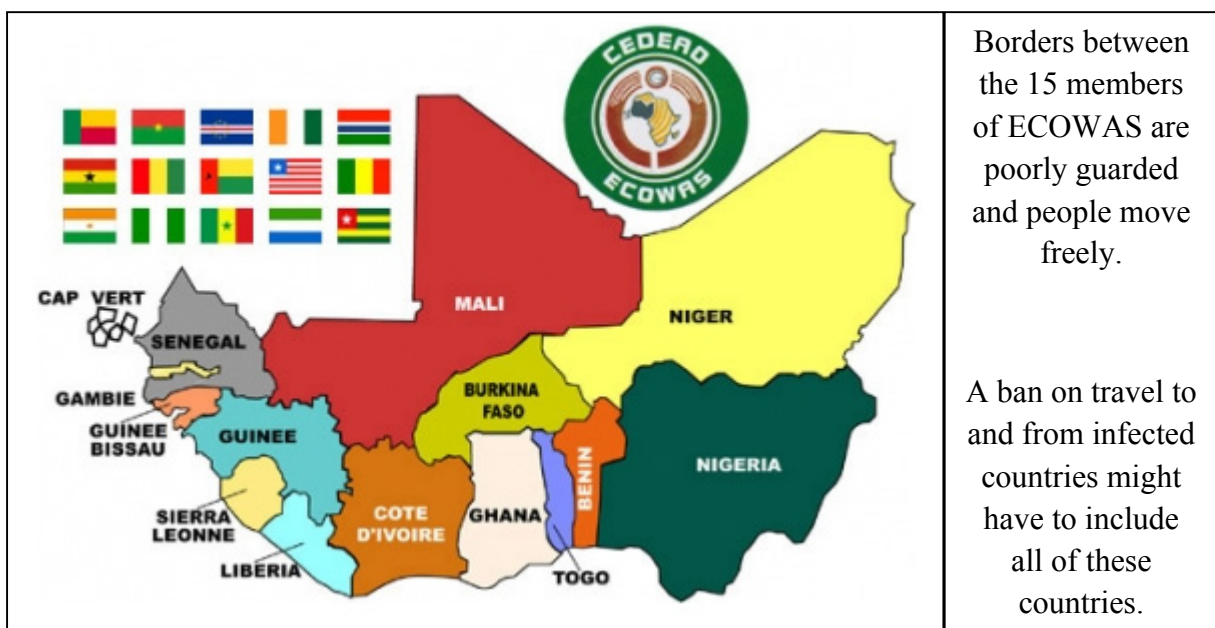 CEDEAO
ECOWAS
CAP VERT
SENEGAL
GAMBIE
GUINEE
BISSAU
GUINEE
SIERRA
LEONNE
LIBERIA
MALI
BURKINA
FASO
COTE
D'IVOIRE
GHANA
TOGO
BENIN
NIGER
NIGERIA
Borders between
the 15 members
of ECOWAS are
poorly guarded
and people move
freely.
A ban on travel to
and from infected
countries might
have to include
all of these
countries.